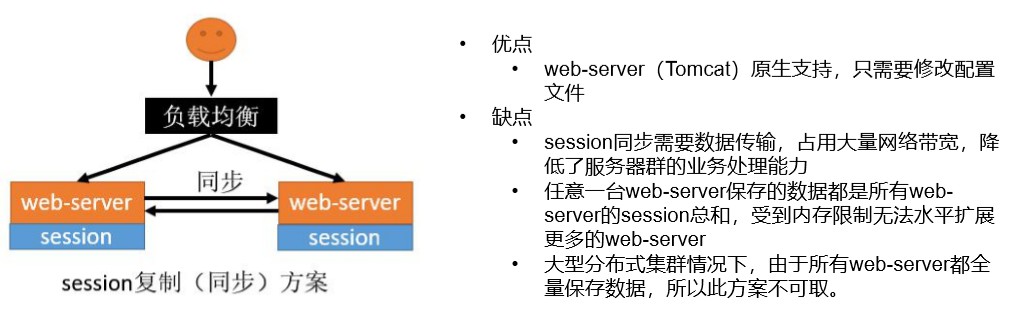 负载均衡
同步
web-server
web-server
session
session
session复制（同步）方案
• 优点
• web-server（Tomcat）原生支持，只需要修改配置
文件
• 缺点
• session同步需要数据传输，占用大量网络带宽，降
低了服务器群的业务处理能力
• 任意一台web-server保存的数据都是所有web-
server的session总和，受到内存限制无法水平扩展
更多的web-server
• 大型分布式集群情况下，由于所有web-server都全
量保存数据，所以此方案不可取。